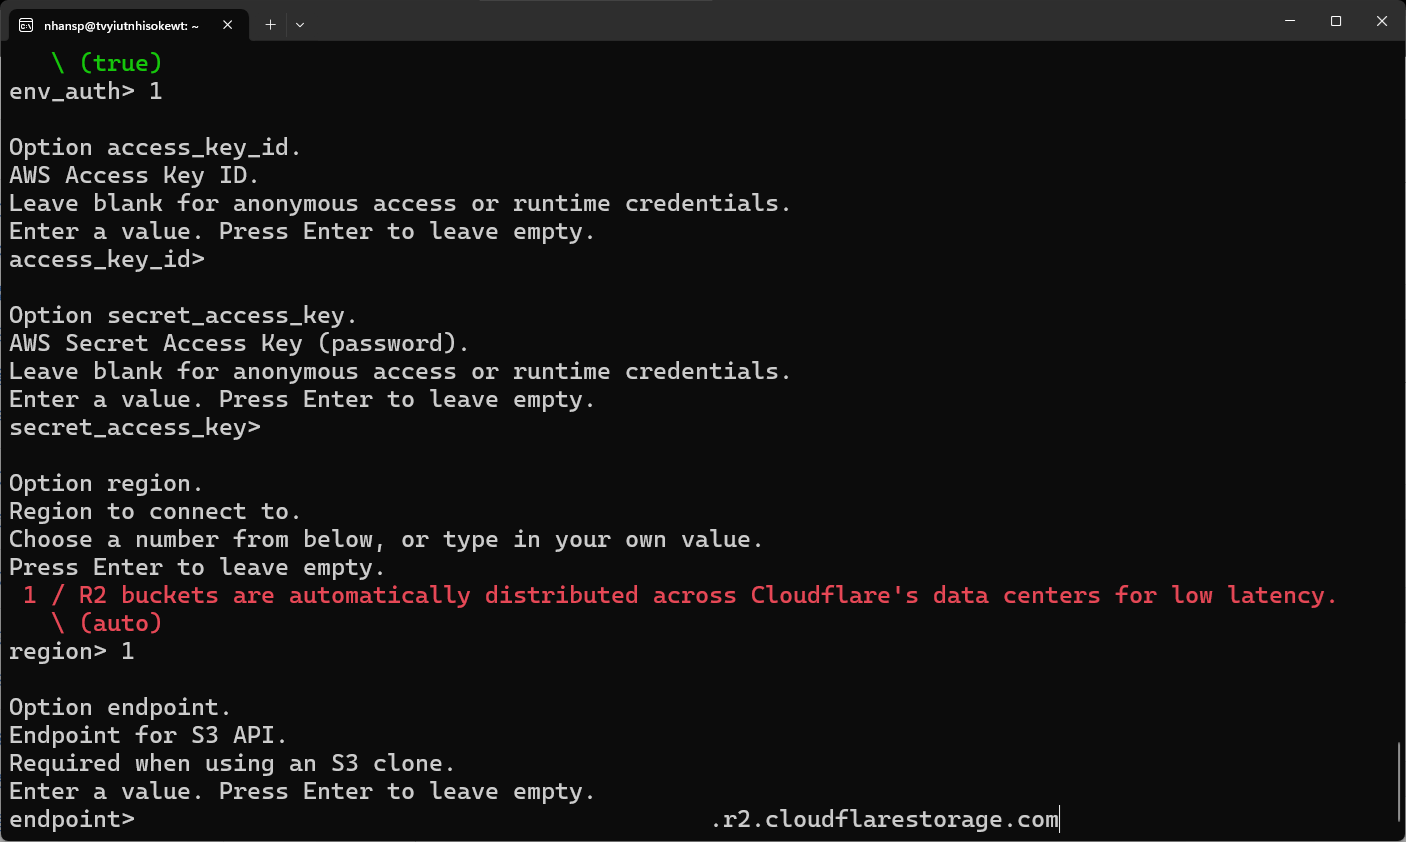 nhansp@tvyiutnhisokewt: ~
\ (true)
env_auth> 1
Option access_key_id.
AWS Access Key ID.
Leave blank for anonymous access or runtime credentials.
Enter a value. Press Enter to leave empty.
access_key_id>
Option secret_access_key.
AWS Secret Access Key (password).
Leave blank for anonymous access or runtime credentials.
Enter a value. Press Enter to leave empty.
secret_access_key>
Option region.
Region to connect to.
Choose a number from below, or type in your own value.
Press Enter to leave empty.
1 / R2 buckets are automatically distributed across Cloudflare's data centers for low latency.
\ (auto)
region> 1
Option endpoint.
Endpoint for S3 API.
Required when using an S3 clone.
Enter a value. Press Enter to leave empty.
endpoint> .r2.cloudflarestorage.com